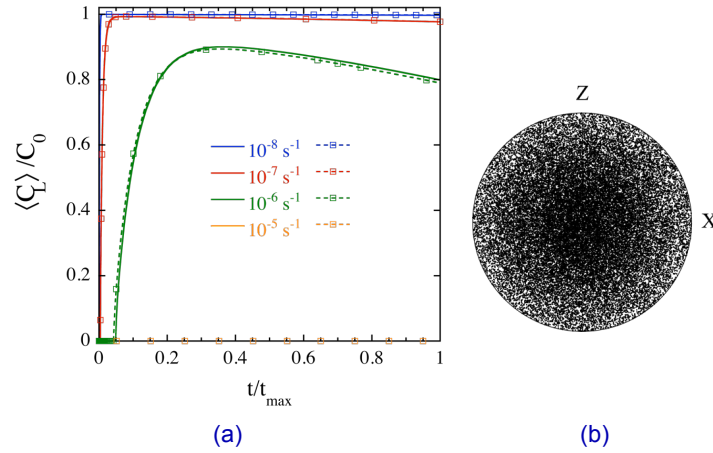 ⟨C_L⟩/C_0
1
0.8
0.6
0.4
0.2
0
10^-8 s^-1
10^-7 s^-1
10^-6 s^-1
10^-5 s^-1
0 0.2 0.4 0.6 0.8 1
t/t_max
(a)
Z
X
(b)